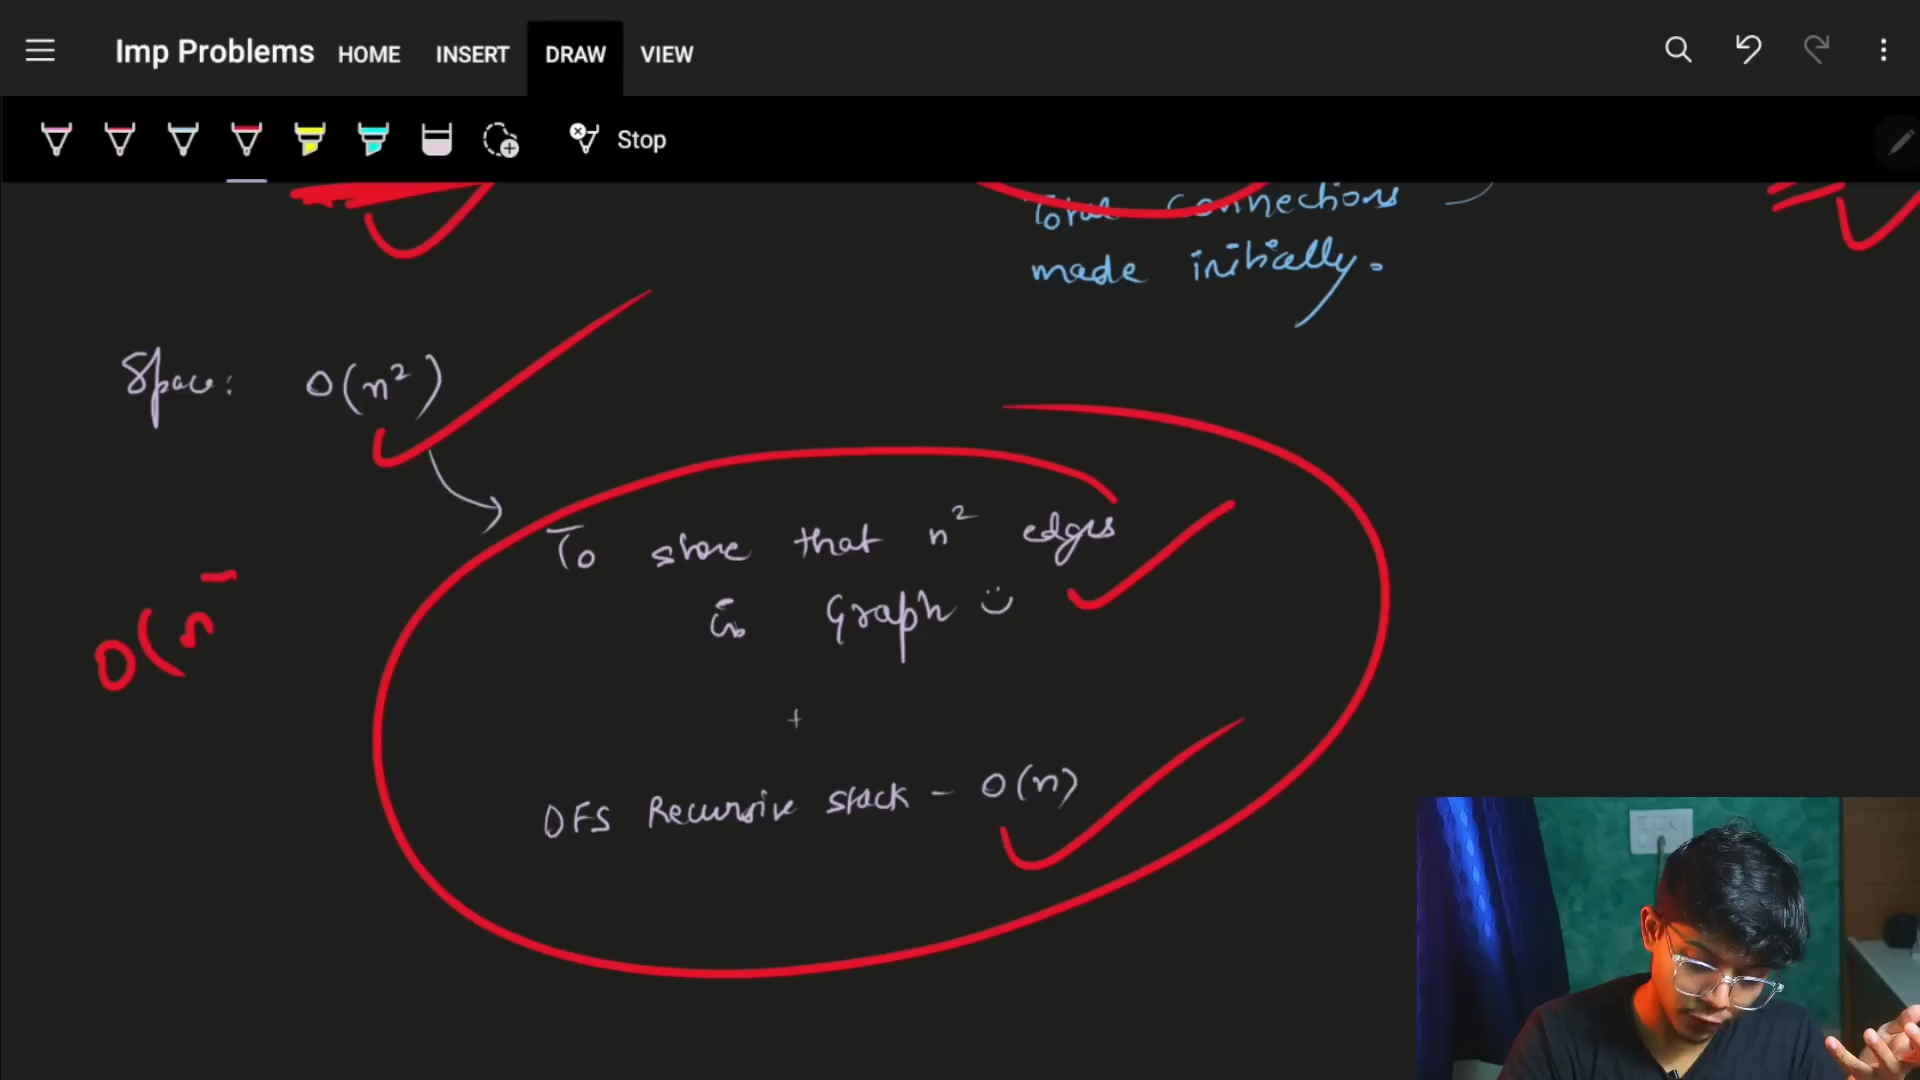 Imp Problems HOME INSERT DRAW VIEW
Stop
Total Connections
made initially.
Space: O(n²)
To store that n² edges
in Graph
+
O(n
DFS Recursive stack - O(n)